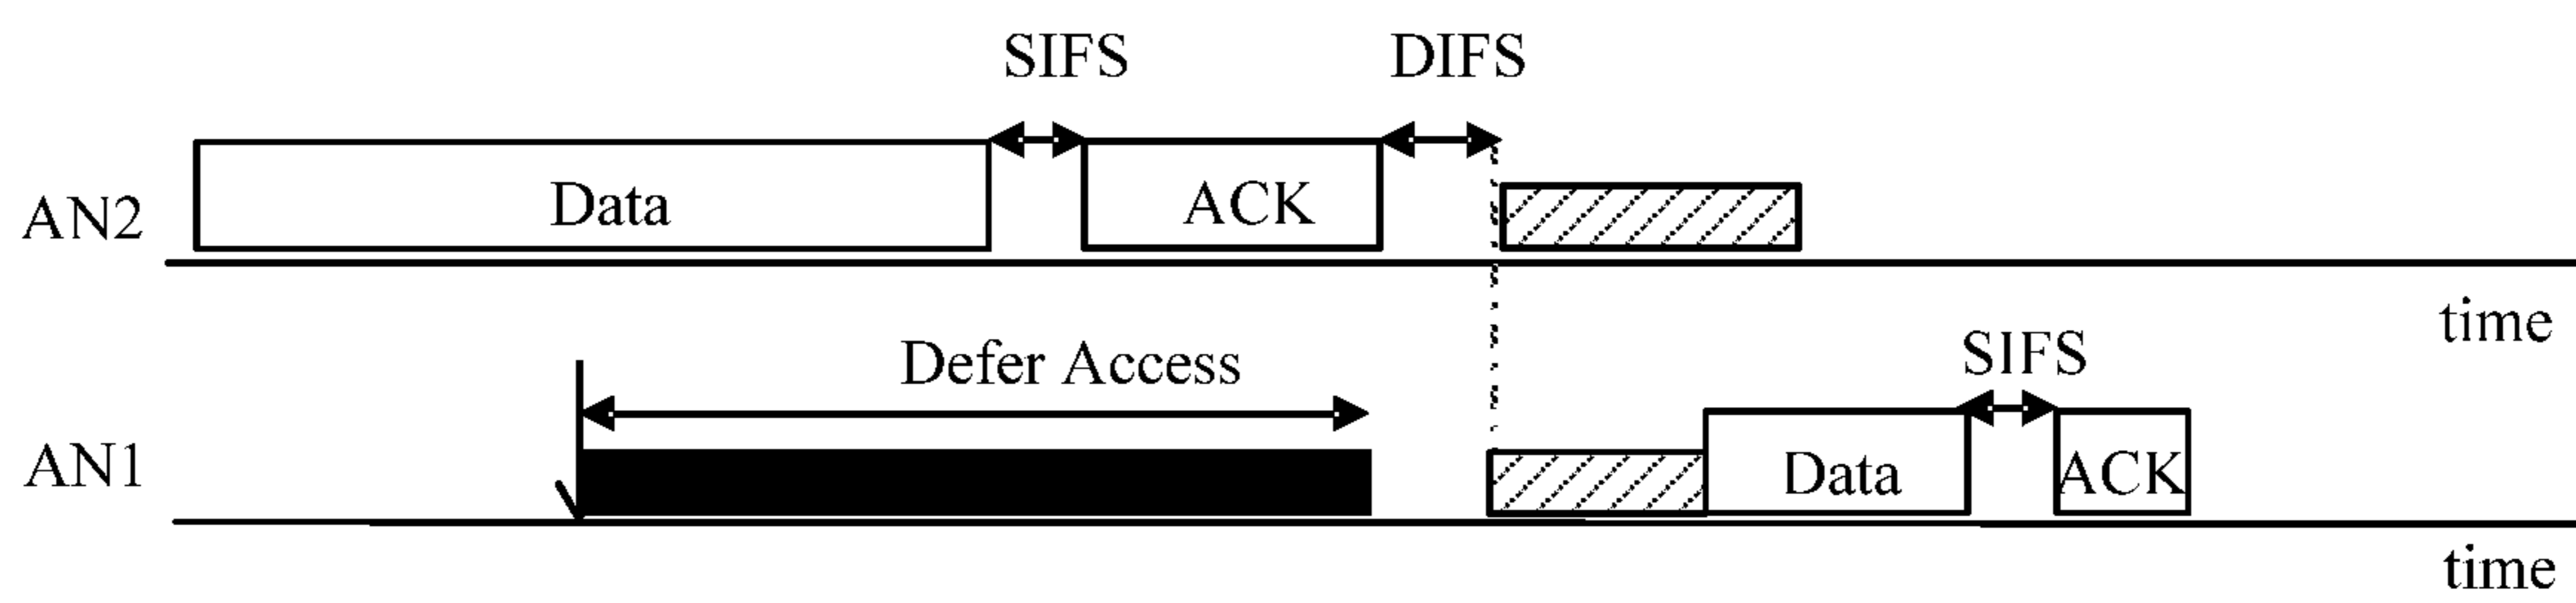 SIFS DIFS
AN2 Data ACK
time
Defer Access SIFS
AN1 Data ACK
time